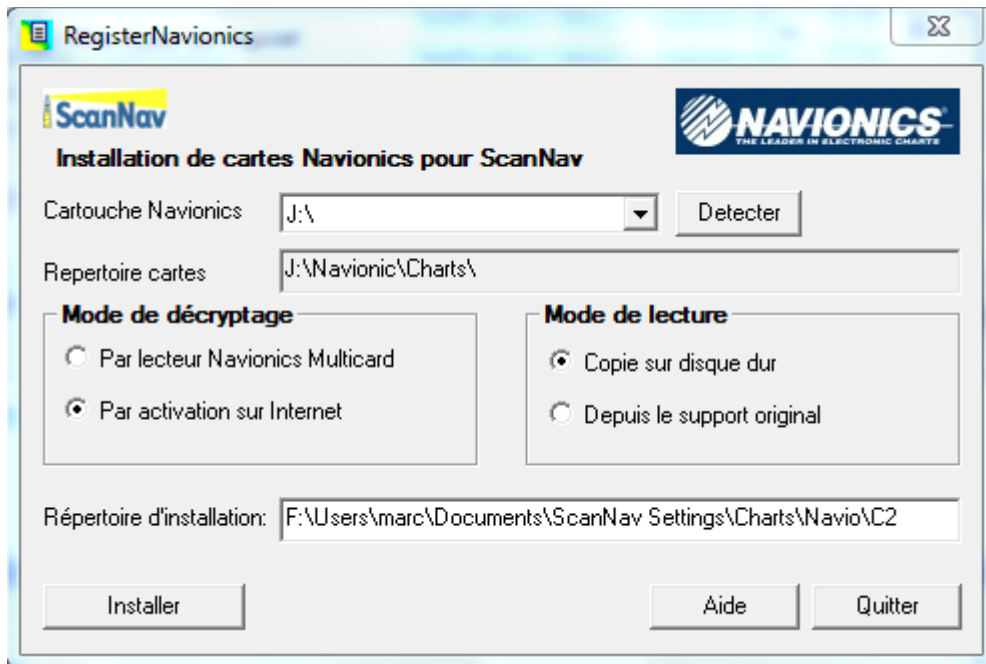 RegisterNavionics
ScanNav
NAVIONICS®
THE LEADER IN ELECTRONIC CHARTS
Installation de cartes Navionics pour ScanNav
Cartouche Navionics J:\ Detecter
Repertoire cartes J:\Navionic\Charts\
Mode de décryptage
Par lecteur Navionics Multicard
Par activation sur Internet
Mode de lecture
Copie sur disque dur
Depuis le support original
Répertoire d'installation: F:\Users\marc\Documents\ScanNav Settings\Charts\Navio\C2
Installer Aide Quitter